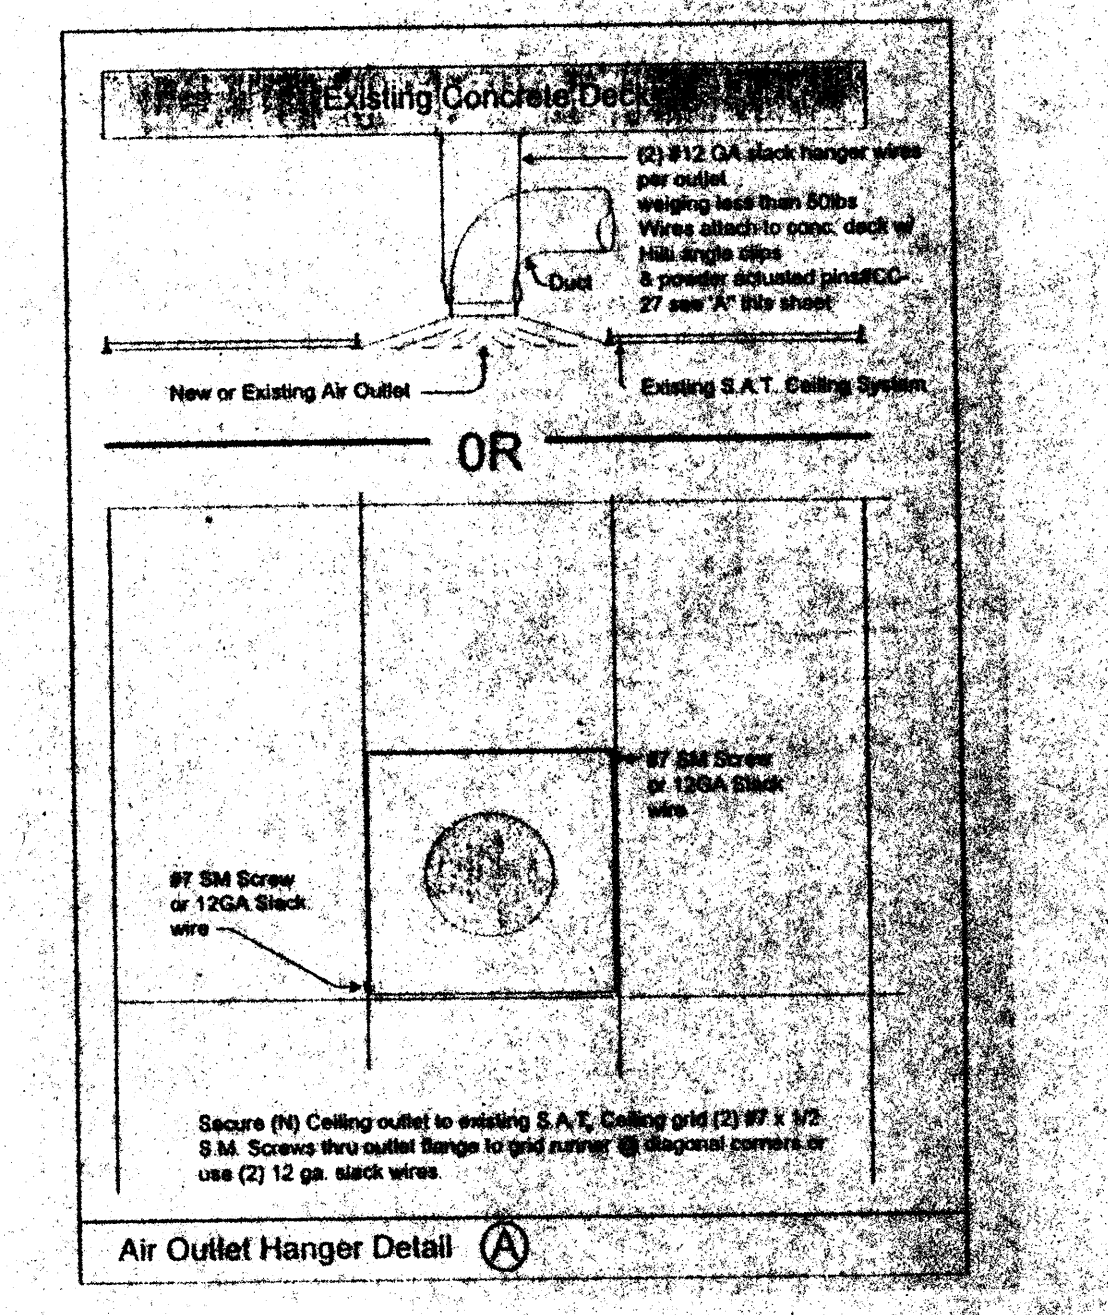 Existing Concrete Deck
(2) #12 GA slack hanger wires
per outlet
weiging less than 50lbs
Wires attach to conc. deck w/
Hilti angle clips
& powder actuated pins#CC-
27 see "A" this sheet
Duct
New or Existing Air Outlet
Existing S.A.T. Ceiling System
OR
#7 SM Screw
or 12GA Slack
wire
#7 SM Screw
or 12GA Slack
wire
Secure (N) Ceiling outlet to existing S.A.T. Ceiling grid (2) #7 x 1/2
S.M. Screws thru outlet flange to grid runner @ diagonal corners or
use (2) 12 ga. slack wires.
Air Outlet Hanger Detail A